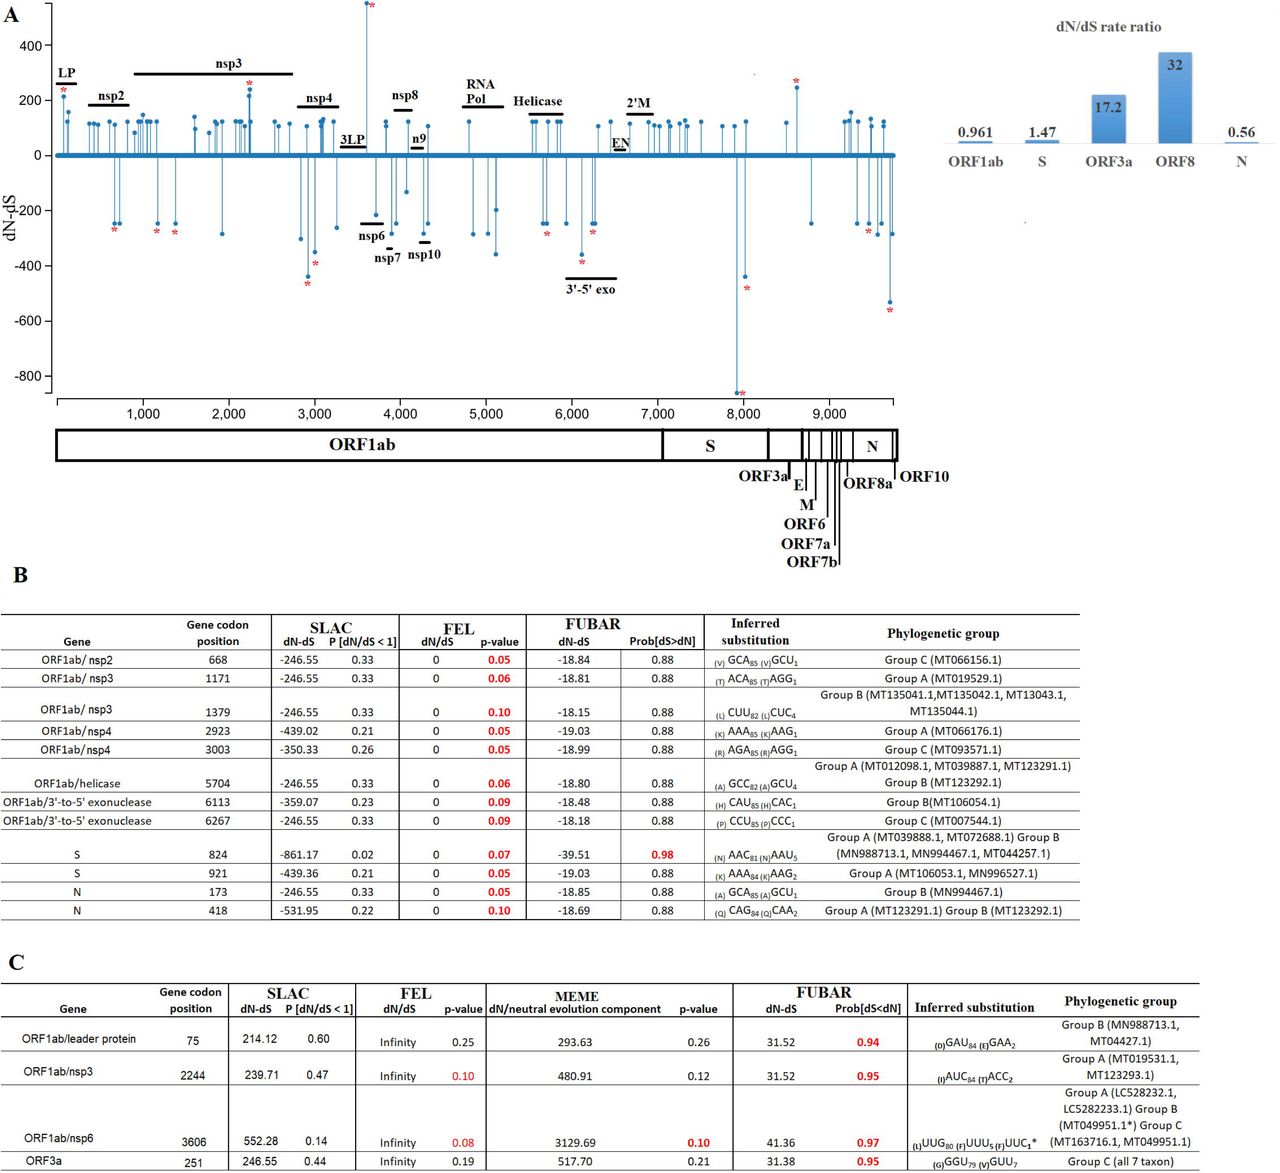 A
dN/dS rate ratio
400
200
0
-200
-400
-600
-800
dN-dS
LP
*
nsp2
nsp3
*
nsp4
3LP
*
nsp8
n9
RNA
Pol
Helicase
2'M
EN
*
* * *
* *
nsp6
nsp7
nsp10
* * *
3'-5' exo
*
*
*
*
0.961 1.47 17.2 32 0.56
ORF1ab S ORF3a ORF8 N
1,000 2,000 3,000 4,000 5,000 6,000 7,000 8,000 9,000
ORF1ab S N
ORF3a E M ORF6 ORF7a ORF7b ORF8a ORF10
B
Gene Gene codon position SLAC FEL FUBAR Inferred substitution Phylogenetic group
dN-dS P [dN/dS < 1] dN/dS p-value dN-dS Prob[dS>dN]
ORF1ab/ nsp2 668 -246.55 0.33 0 0.05 -18.84 0.88 (V) GCA85 (V)GCU1 Group C (MT066156.1)
ORF1ab/ nsp3 1171 -246.55 0.33 0 0.06 -18.81 0.88 (T) ACA85 (T)AGG1 Group A (MT019529.1)
ORF1ab/ nsp3 1379 -246.55 0.33 0 0.10 -18.15 0.88 (L) CUU82 (L)CUC4 Group B (MT135041.1,MT135042.1, MT13043.1, MT135044.1)
ORF1ab/nsp4 2923 -439.02 0.21 0 0.05 -19.03 0.88 (K) AAA85 (K)AAG1 Group A (MT066176.1)
ORF1ab/nsp4 3003 -350.33 0.26 0 0.05 -18.99 0.88 (R) AGA85 (R)AGG1 Group C (MT093571.1)
ORF1ab/helicase 5704 -246.55 0.33 0 0.06 -18.80 0.88 (A) GCC82 (A)GCU4 Group A (MT012098.1, MT039887.1, MT123291.1) Group B (MT123292.1)
ORF1ab/3'-to-5' exonuclease 6113 -359.07 0.23 0 0.09 -18.48 0.88 (H) CAU85 (H)CAC1 Group B(MT106054.1)
ORF1ab/3'-to-5' exonuclease 6267 -246.55 0.33 0 0.09 -18.18 0.88 (P) CCU85 (P)CCC1 Group C (MT007544.1)
S 824 -861.17 0.02 0 0.07 -39.51 0.98 (N) AAC81 (N)AAU5 Group A (MT039888.1, MT072688.1) Group B (MN988713.1, MN994467.1, MT044257.1)
S 921 -439.36 0.21 0 0.05 -19.03 0.88 (K) AAA84 (K)AAG2 Group A (MT106053.1, MN996527.1)
N 173 -246.55 0.33 0 0.05 -18.85 0.88 (A) GCA85 (A)GCU1 Group B (MN994467.1)
N 418 -531.95 0.22 0 0.10 -18.69 0.88 (Q) CAG84 (Q)CAA2 Group A (MT123291.1) Group B (MT123292.1)
C
Gene Gene codon position SLAC FEL MEME FUBAR Inferred substitution Phylogenetic group
dN-dS P [dN/dS < 1] dN/dS p-value dN/neutral evolution component p-value dN-dS Prob[dS<dN]
ORF1ab/leader protein 75 214.12 0.60 Infinity 0.25 293.63 0.26 31.52 0.94 (D)GAU84 (E)GAA2 Group B (MN988713.1, MT04427.1)
ORF1ab/nsp3 2244 239.71 0.47 Infinity 0.10 480.91 0.12 31.52 0.95 (I)AUC84 (T)ACC2 Group A (MT019531.1, MT123293.1)
ORF1ab/nsp6 3606 552.28 0.14 Infinity 0.08 3129.69 0.10 41.36 0.97 (L)UUG80 (F)UUU5 (F)UUC1* Group A (LC528232.1, LC5282233.1) Group B (MT049951.1*) Group C (MT163716.1, MT049951.1)
ORF3a 251 246.55 0.44 Infinity 0.19 517.70 0.21 31.38 0.95 (G)GGU79 (V)GUU7 Group C (all 7 taxon)